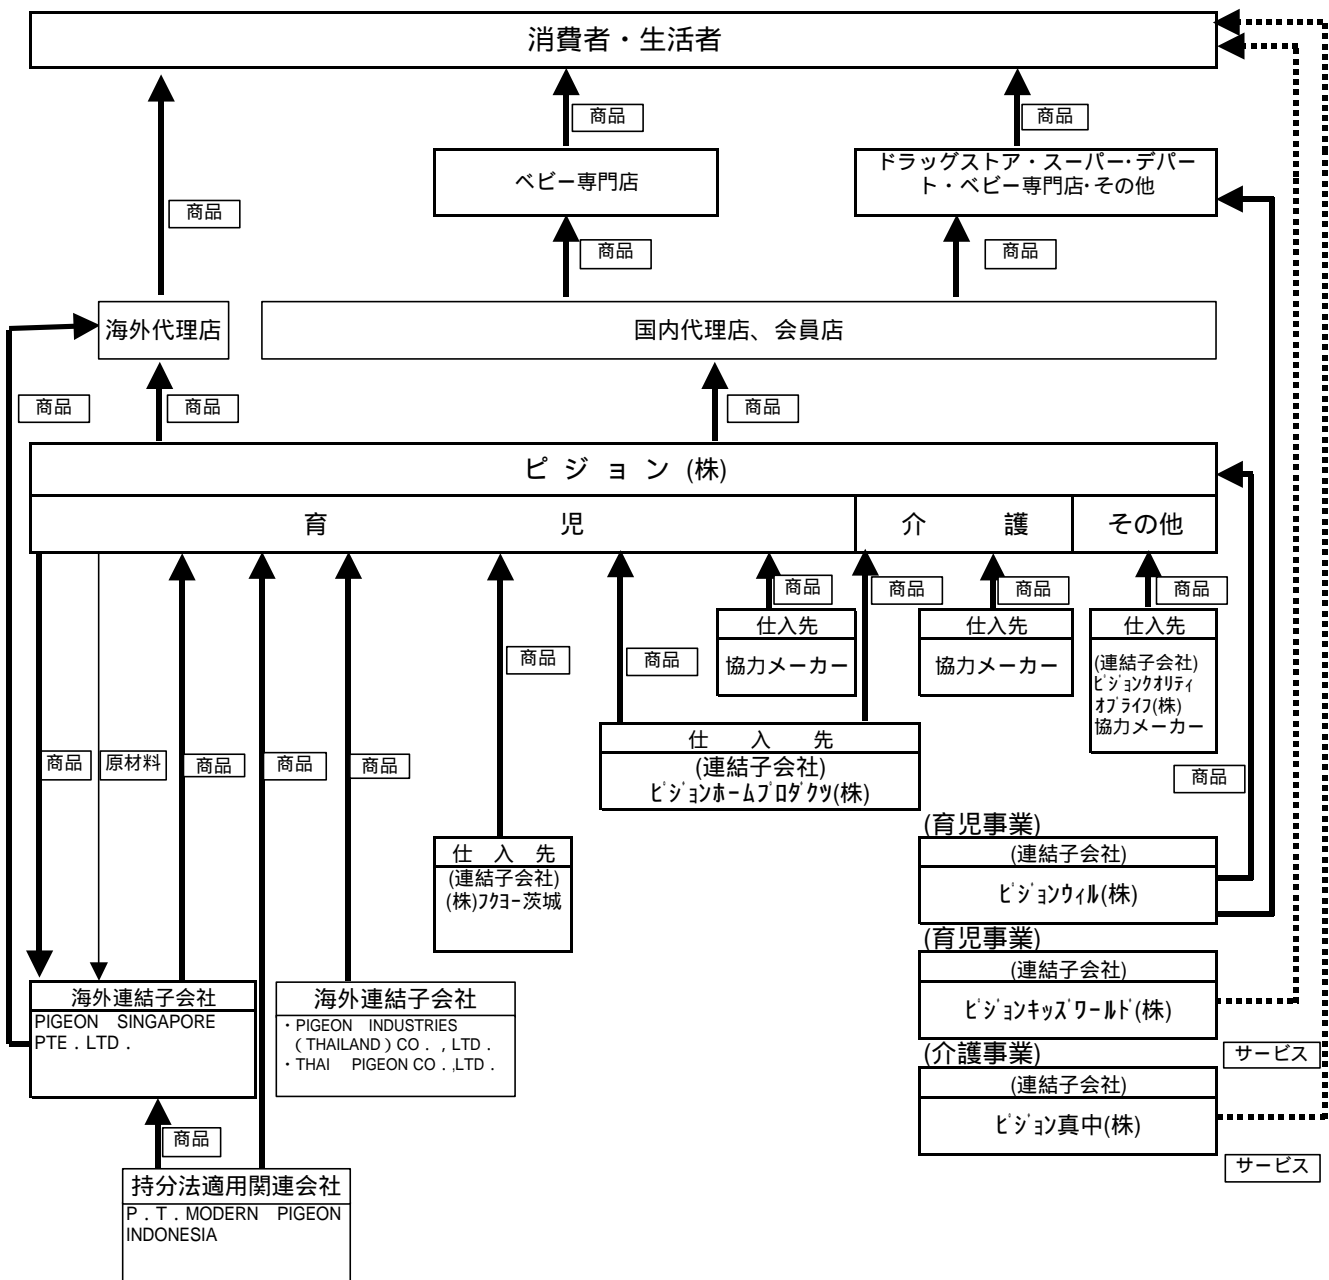 消費者・生活者
商品
商品
ベビー専門店
ドラッグストア・スーパー・デパー
ト・ベビー専門店・その他
商品
商品
商品
海外代理店
国内代理店、会員店
商品
商品
商品
ピジョン(株)
育児
介護
その他
商品
商品
商品
商品
仕入先
協力メーカー
仕入先
協力メーカー
仕入先
(連結子会社)
ピジョンクオリティ
オブライフ(株)
協力メーカー
商品
商品
商品
原材料
商品
商品
商品
仕入先
(連結子会社)
ピジョンホームプロダクツ(株)
商品
(育児事業)
(連結子会社)
ピジョンウィル(株)
仕入先
(連結子会社)
(株)フクヨー茨城
(育児事業)
(連結子会社)
ピジョンキッズワールド(株)
海外連結子会社
PIGEON SINGAPORE
PTE．LTD．
海外連結子会社
・PIGEON INDUSTRIES
(THAILAND) CO．, LTD．
・THAI PIGEON CO．,LTD．
サービス
(介護事業)
(連結子会社)
ピジョン真中(株)
サービス
商品
持分法適用関連会社
P．T．MODERN PIGEON
INDONESIA